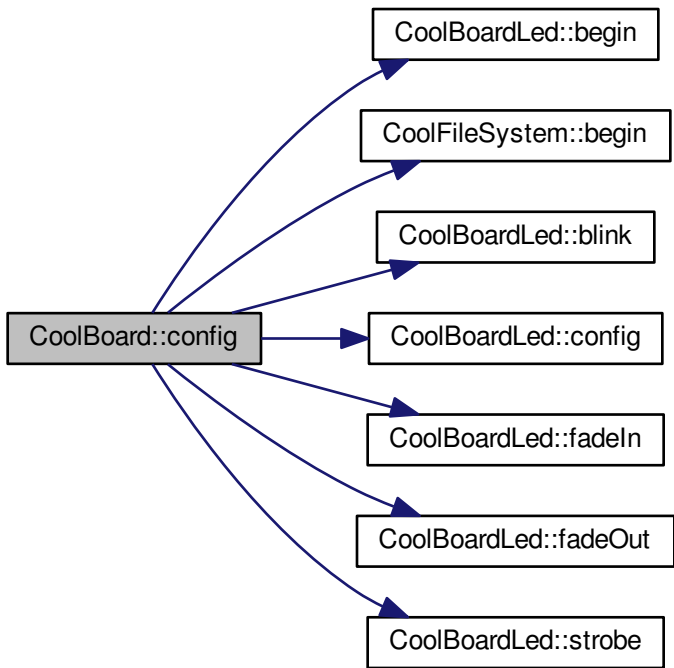 CoolBoardLed::begin
CoolFileSystem::begin
CoolBoardLed::blink
CoolBoard::config
CoolBoardLed::config
CoolBoardLed::fadeIn
CoolBoardLed::fadeOut
CoolBoardLed::strobe